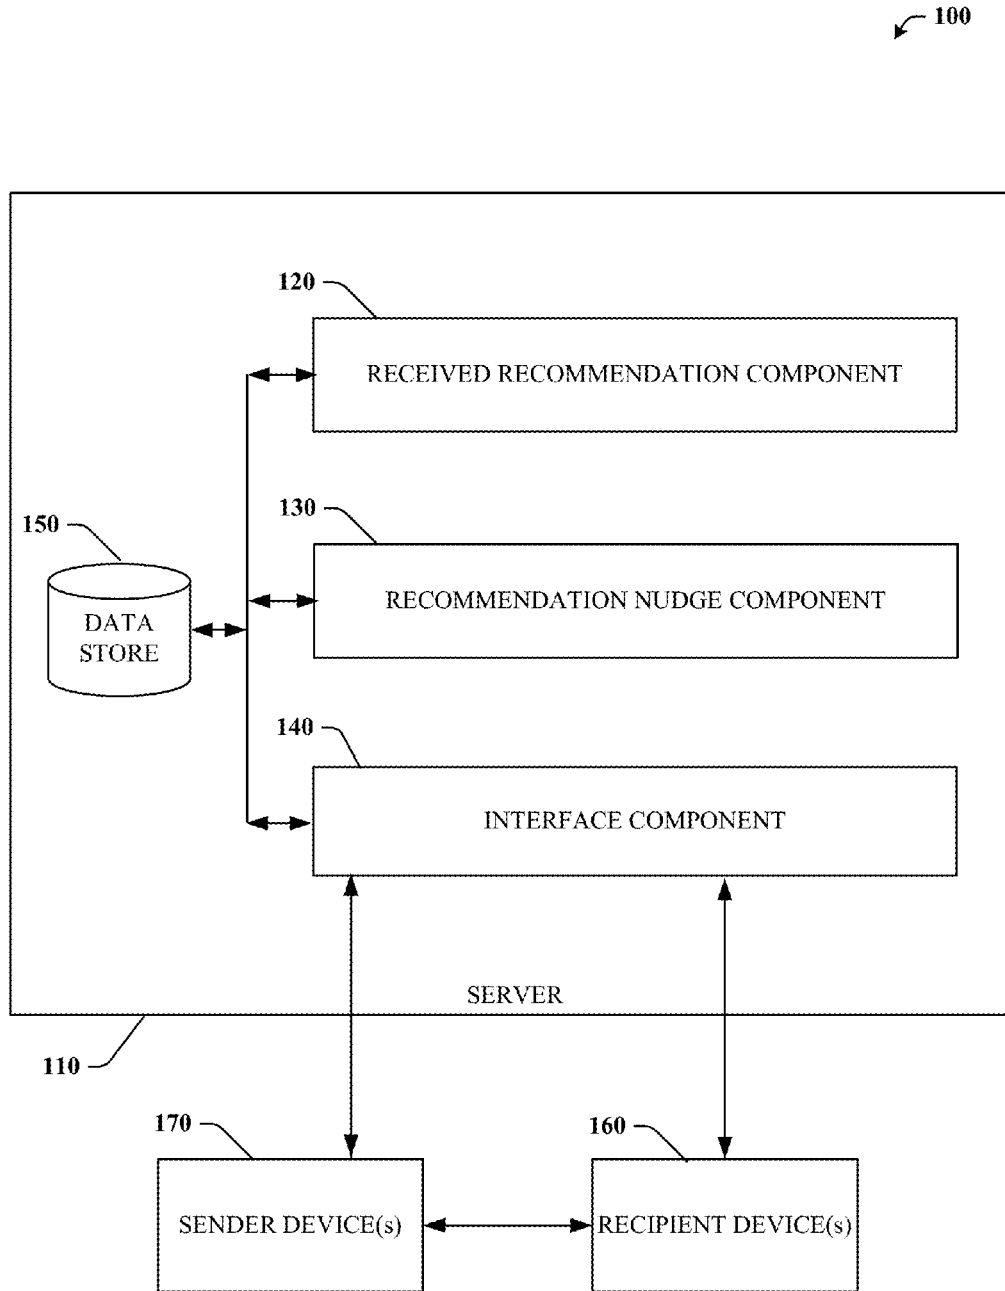 100
120
RECEIVED RECOMMENDATION COMPONENT
130
RECOMMENDATION NUDGE COMPONENT
150
DATA
STORE
140
INTERFACE COMPONENT
SERVER
110
170
SENDER DEVICE(s)
160
RECIPIENT DEVICE(s)